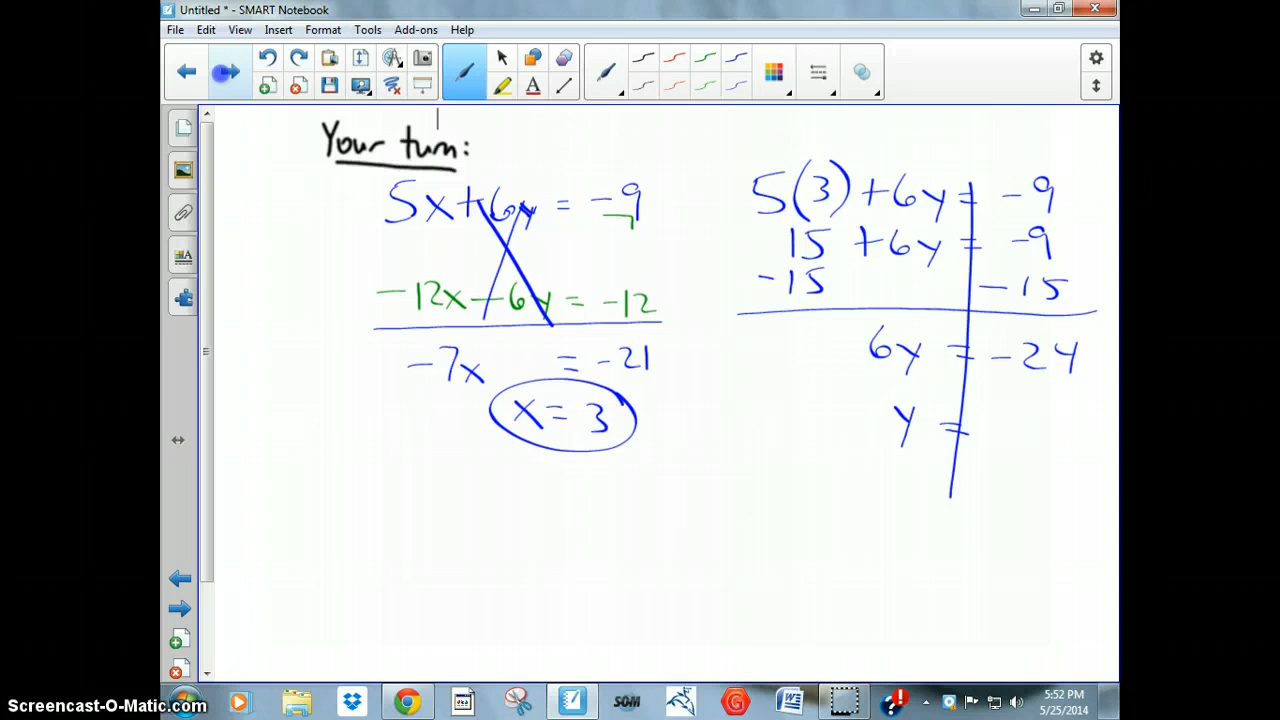 Untitled * - SMART Notebook
File Edit View Insert Format Tools Add-ons Help
Your turn:
5x+6y = -9
-12x-6y = -12
-7x = -21
x = 3
5(3)+6y = -9
15 +6y = -9
-15 -15
6y = -24
y =
SOM
5:52 PM
5/25/2014
Screencast-O-Matic.com